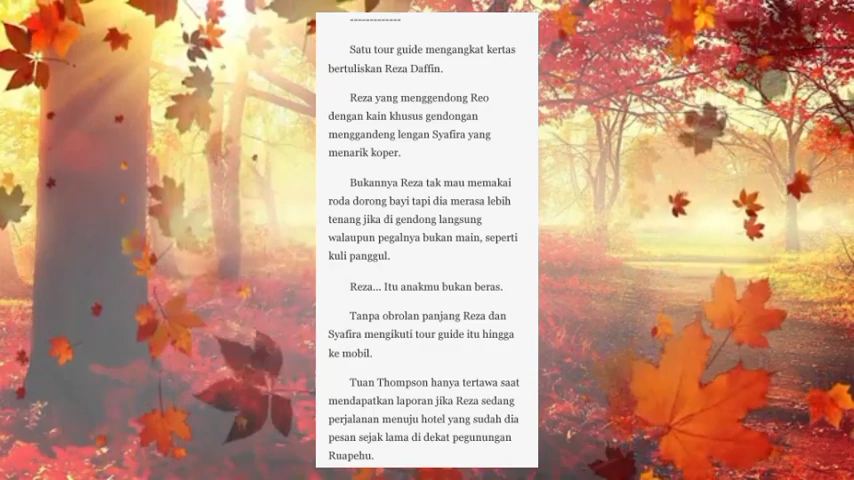 -------------
Satu tour guide mengangkat kertas
bertuliskan Reza Daffin.
Reza yang menggendong Reo
dengan kain khusus gendongan
menggandeng lengan Syafira yang
menarik koper.
Bukannya Reza tak mau memakai
roda dorong bayi tapi dia merasa lebih
tenang jika di gendong langsung
walaupun pegalnya bukan main, seperti
kuli panggul.
Reza... Itu anakmu bukan beras.
Tanpa obrolan panjang Reza dan
Syafira mengikuti tour guide itu hingga
ke mobil.
Tuan Thompson hanya tertawa saat
mendapatkan laporan jika Reza sedang
perjalanan menuju hotel yang sudah dia
pesan sejak lama di dekat pegunungan
Ruapehu.